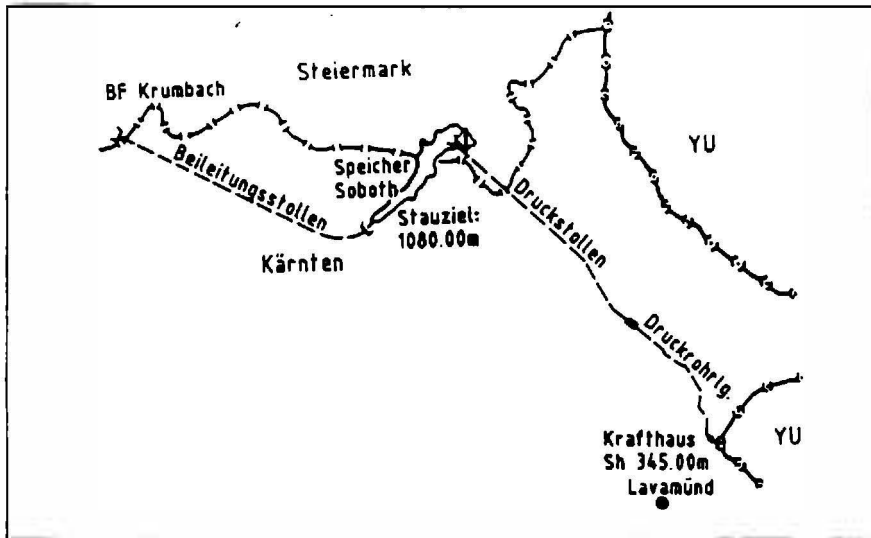 Steiermark
BF Krumbach
YU
Beileitungsstollen
Speicher
Soboth
Stauziel:
1080.00m
Druckstollen
Kärnten
Druckrohrlg.
Krafthaus
Sh 345.00m
YU
Lavamünd